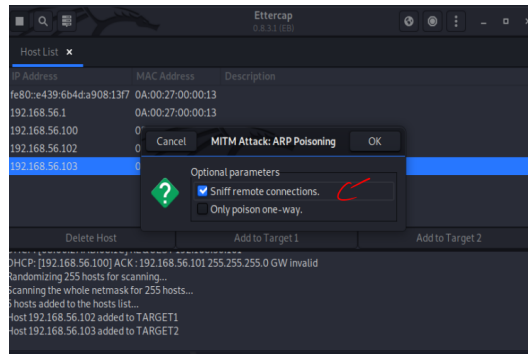 Ettercap
0.8.3.1 (EB)
Host List ×
IP Address MAC Address Description
fe80::e439:6b4d:a908:13f7 0A:00:27:00:00:13
192.168.56.1 0A:00:27:00:00:13
192.168.56.100 0
192.168.56.102 0
192.168.56.103 0
Cancel MITM Attack: ARP Poisoning OK
Optional parameters
Sniff remote connections.
Only poison one-way.
Delete Host Add to Target 1 Add to Target 2
DHCP: [192.168.56.100] ACK : 192.168.56.101 255.255.255.0 GW invalid
Randomizing 255 hosts for scanning...
Scanning the whole netmask for 255 hosts...
hosts added to the hosts list...
Host 192.168.56.102 added to TARGET1
Host 192.168.56.103 added to TARGET2